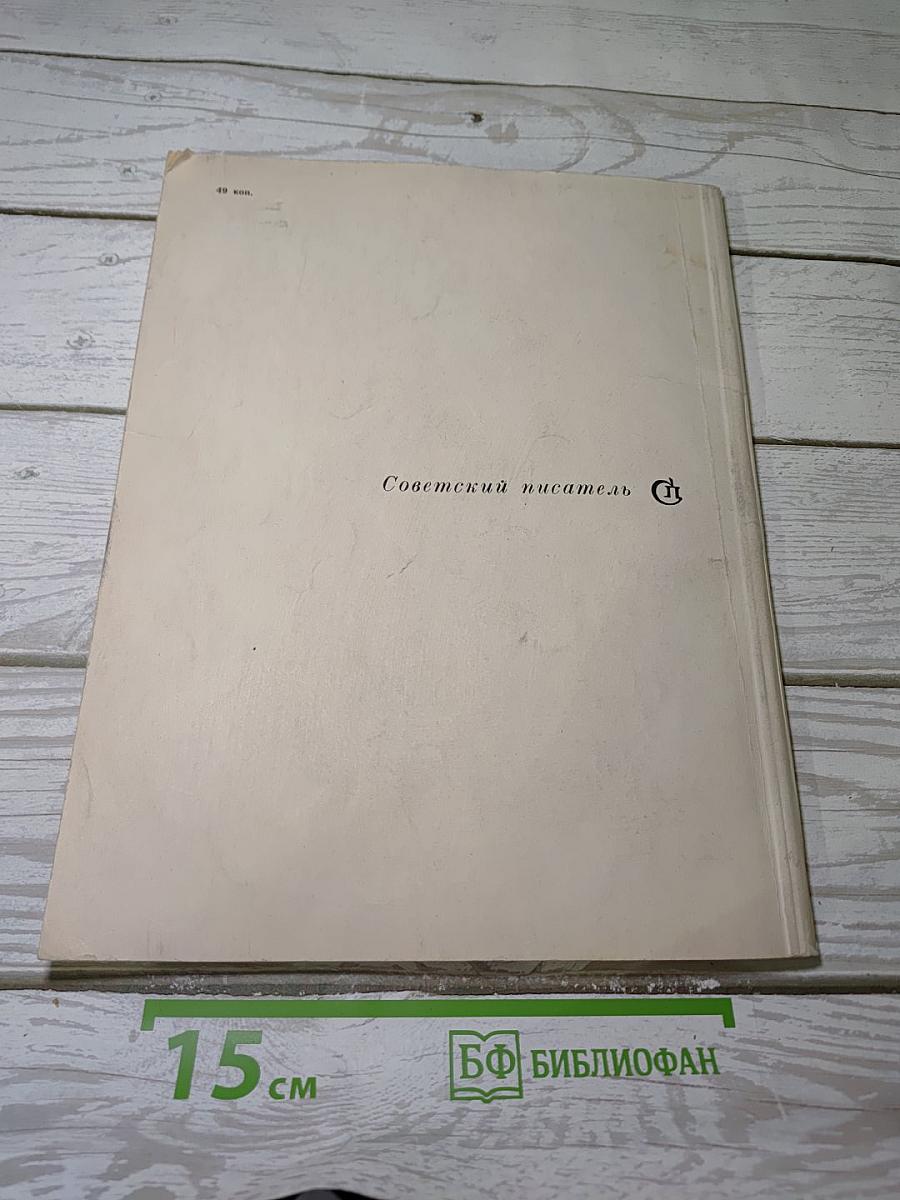 49 коп.
Советский писатель СП
15 см
БФ БИБЛИОФАН